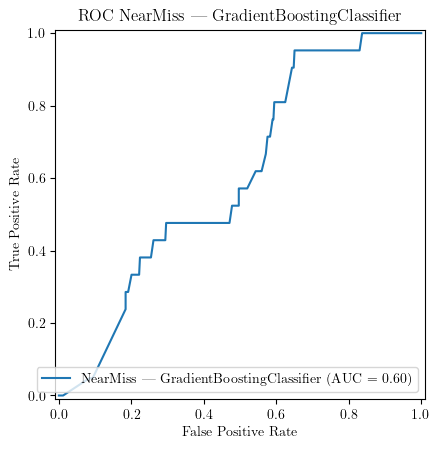 ROC NearMiss — GradientBoostingClassifier
1.0
0.8
0.6
0.4
0.2
0.0
True Positive Rate
NearMiss — GradientBoostingClassifier (AUC = 0.60)
0.0 0.2 0.4 0.6 0.8 1.0
False Positive Rate